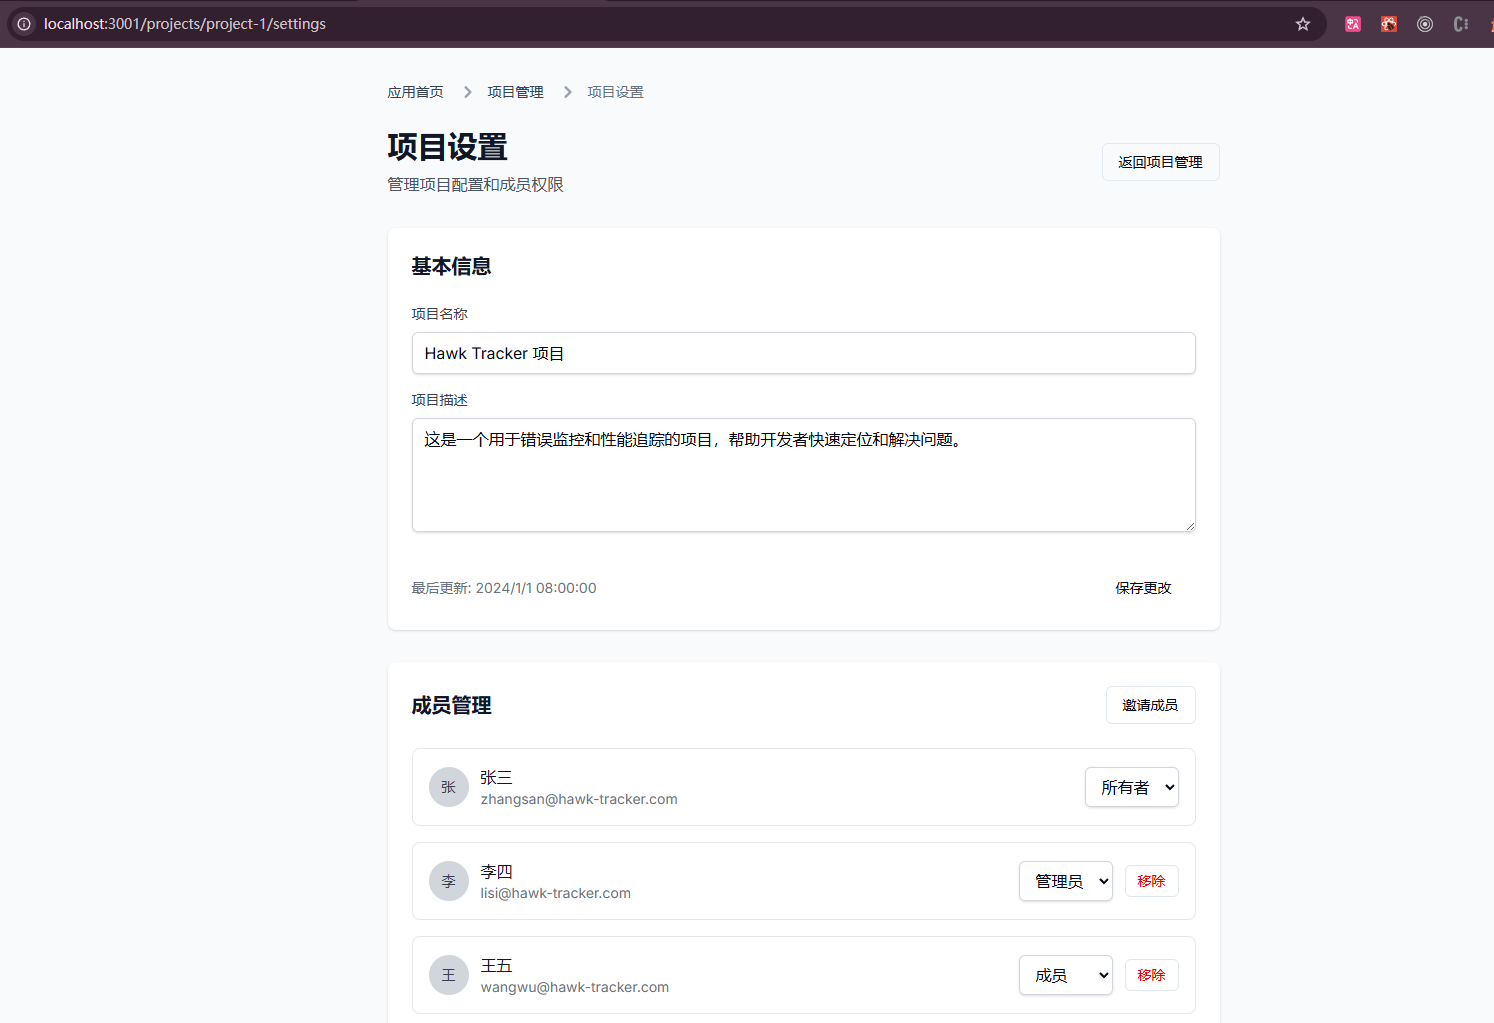 localhost:3001/projects/project-1/settings
应用首页 项目管理 项目设置
项目设置
管理项目配置和成员权限
返回项目管理
基本信息
项目名称
Hawk Tracker 项目
项目描述
这是一个用于错误监控和性能追踪的项目，帮助开发者快速定位和解决问题。
最后更新: 2024/1/1 08:00:00
保存更改
成员管理
邀请成员
张
张三
zhangsan@hawk-tracker.com
所有者
李
李四
lisi@hawk-tracker.com
管理员
移除
王
王五
wangwu@hawk-tracker.com
成员
移除